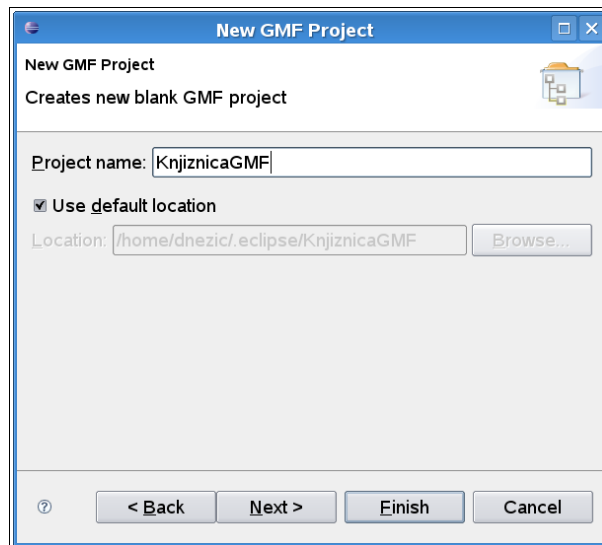 New GMF Project
New GMF Project
Creates new blank GMF project
Project name: KnjiznicaGMF
Use default location
Location: /home/dnezic/.eclipse/KnjiznicaGMF Browse...
? < Back Next > Finish Cancel